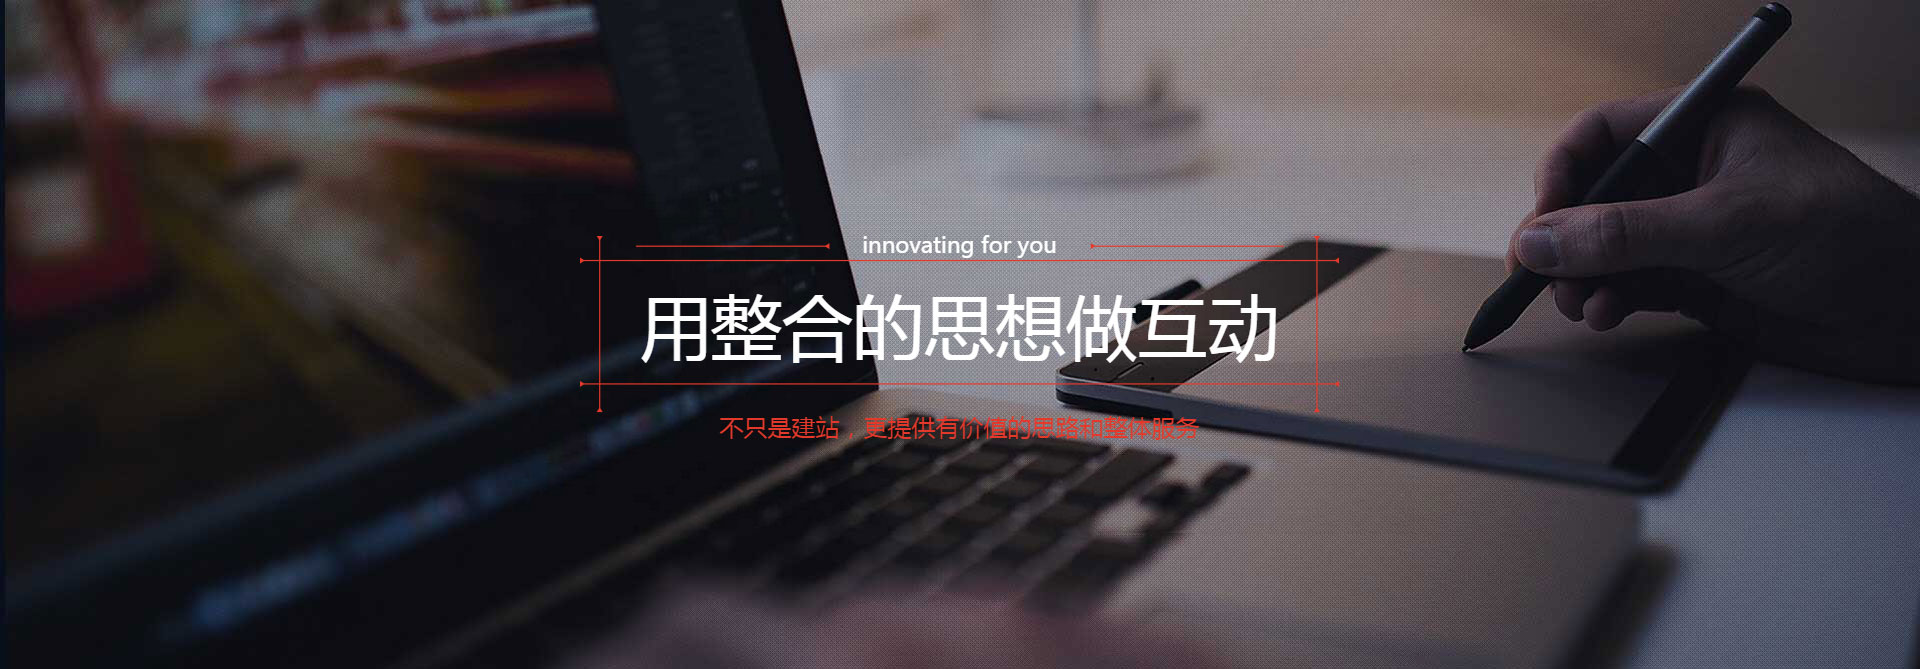 innovating for you
用整合的思想做互动
不只是建站，更提供有价值的思路和整体服务